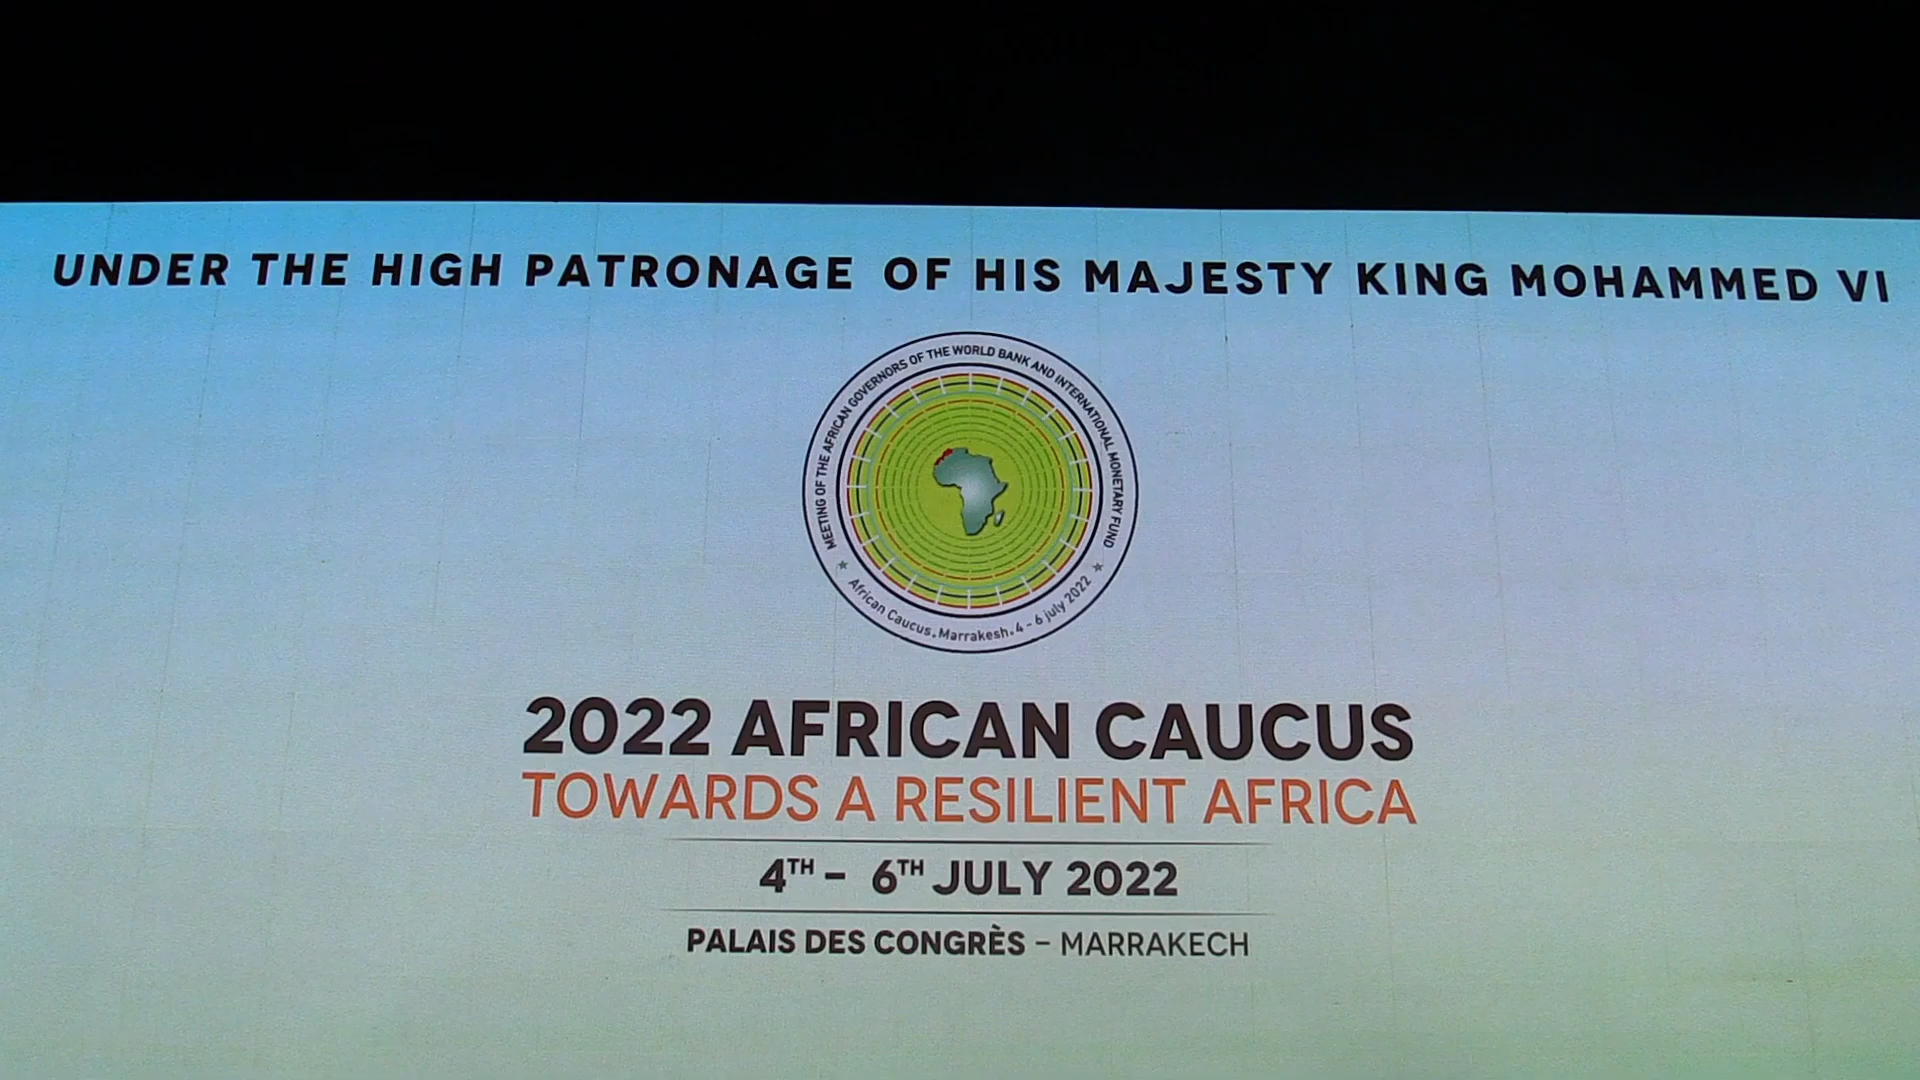 UNDER THE HIGH PATRONAGE OF HIS MAJESTY KING MOHAMMED VI
MEETING OF THE AFRICAN GOVERNORS OF THE WORLD BANK AND INTERNATIONAL MONETARY FUND
African Caucus. Marrakesh. 4 - 6 july 2022
2022 AFRICAN CAUCUS
TOWARDS A RESILIENT AFRICA
4TH - 6TH JULY 2022
PALAIS DES CONGRÈS - MARRAKECH